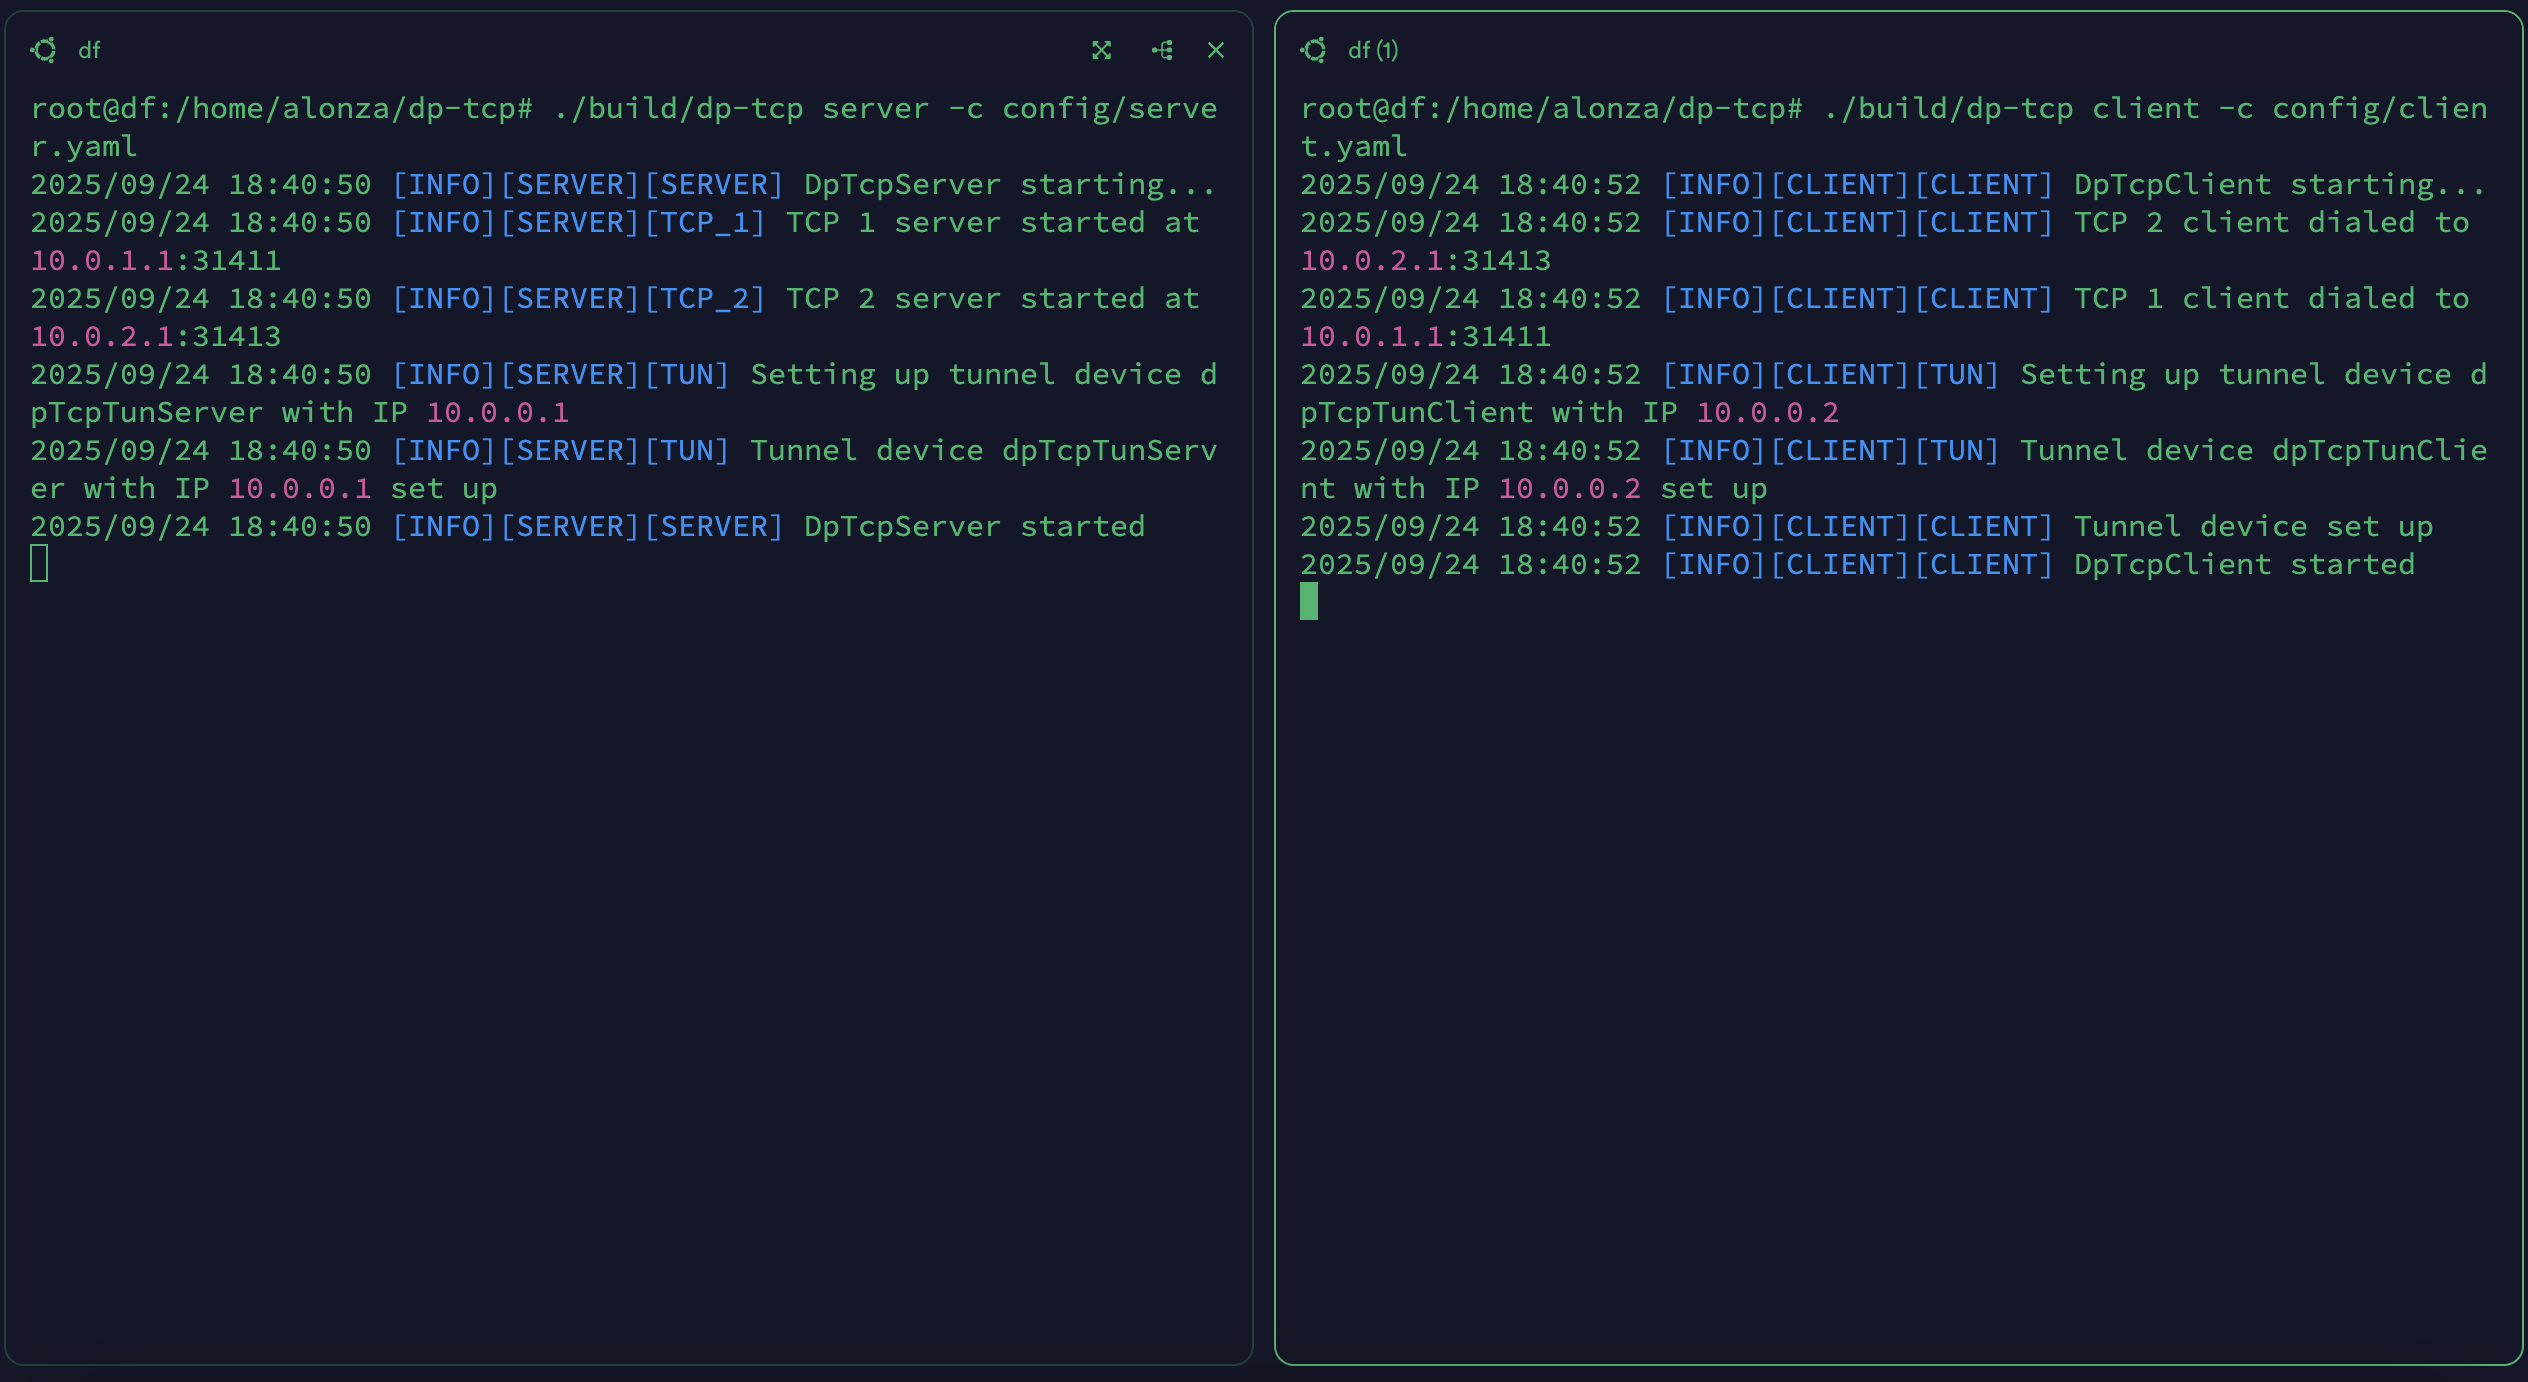 df
root@df:/home/alonza/dp-tcp# ./build/dp-tcp server -c config/serve
r.yaml
2025/09/24 18:40:50 [INFO][SERVER][SERVER] DpTcpServer starting...
2025/09/24 18:40:50 [INFO][SERVER][TCP_1] TCP 1 server started at
10.0.1.1:31411
2025/09/24 18:40:50 [INFO][SERVER][TCP_2] TCP 2 server started at
10.0.2.1:31413
2025/09/24 18:40:50 [INFO][SERVER][TUN] Setting up tunnel device d
pTcpTunServer with IP 10.0.0.1
2025/09/24 18:40:50 [INFO][SERVER][TUN] Tunnel device dpTcpTunServ
er with IP 10.0.0.1 set up
2025/09/24 18:40:50 [INFO][SERVER][SERVER] DpTcpServer started
df (1)
root@df:/home/alonza/dp-tcp# ./build/dp-tcp client -c config/clien
t.yaml
2025/09/24 18:40:52 [INFO][CLIENT][CLIENT] DpTcpClient starting...
2025/09/24 18:40:52 [INFO][CLIENT][CLIENT] TCP 2 client dialed to
10.0.2.1:31413
2025/09/24 18:40:52 [INFO][CLIENT][CLIENT] TCP 1 client dialed to
10.0.1.1:31411
2025/09/24 18:40:52 [INFO][CLIENT][TUN] Setting up tunnel device d
pTcpTunClient with IP 10.0.0.2
2025/09/24 18:40:52 [INFO][CLIENT][TUN] Tunnel device dpTcpTunClie
nt with IP 10.0.0.2 set up
2025/09/24 18:40:52 [INFO][CLIENT][CLIENT] Tunnel device set up
2025/09/24 18:40:52 [INFO][CLIENT][CLIENT] DpTcpClient started